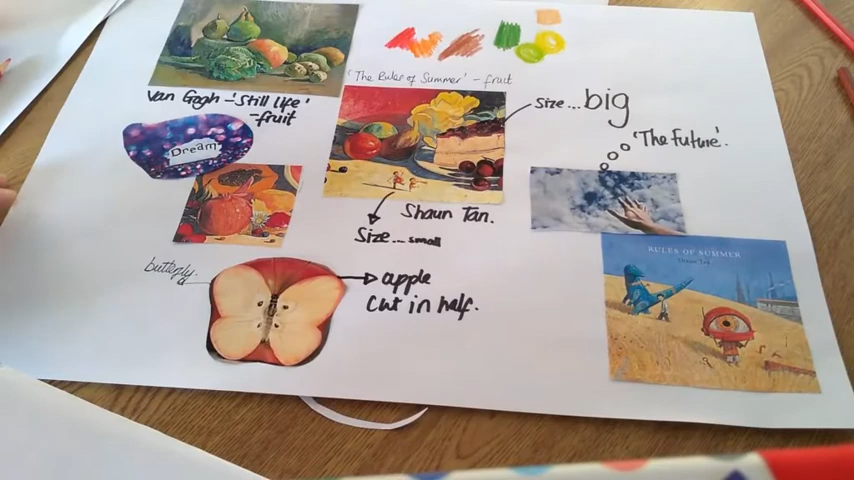 'The Rules of Summer' - fruit
Van Gogh - 'Still life'
- fruit
Size... big
'The Future'.
Dream
Shaun Tan.
Size... small
butterfly.
apple
Cut in half.
RULES OF SUMMER
Shaun Tan